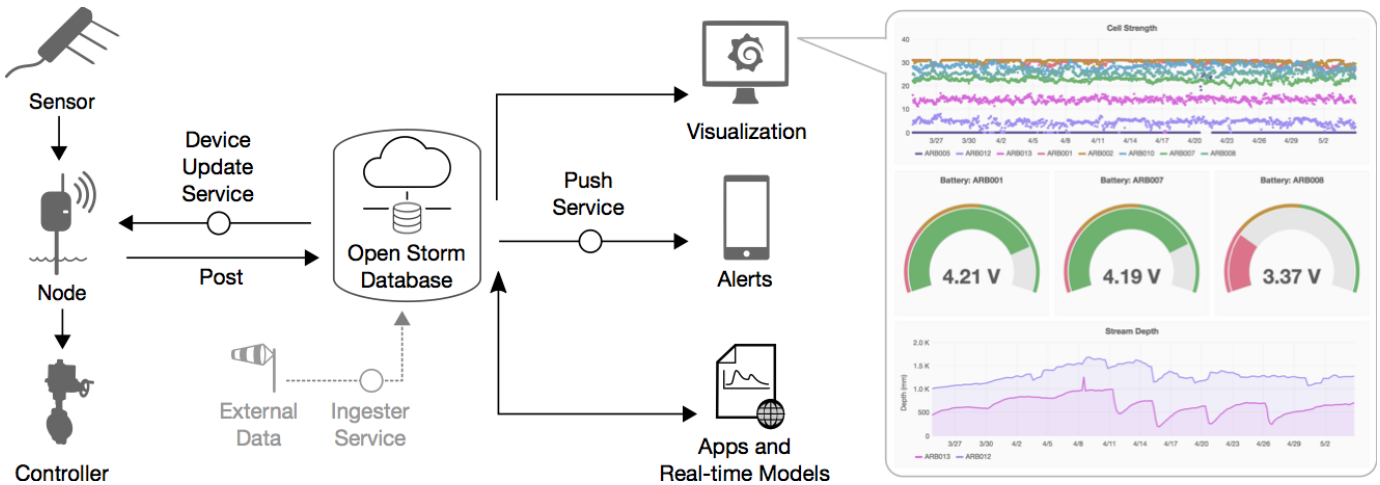 Sensor
Device
Update
Service
Node
Post
Controller
Open Storm
Database
External
Data
Ingester
Service
Push
Service
Visualization
Alerts
Apps and
Real-time Models
Cell Strength
40
30
20
10
0
3/27 3/30 4/2 4/5 4/8 4/11 4/14 4/17 4/20 4/23 4/26 4/29 5/2
ARB005 ARB012 ARB013 ARB001 ARB002 ARB010 ARB007 ARB008
Battery: ARB001 Battery: ARB007 Battery: ARB008
4.21 V 4.19 V 3.37 V
Stream Depth
Depth (mm)
2.0 K
1.5 K
1.0 K
500
0
3/27 3/30 4/2 4/5 4/8 4/11 4/14 4/17 4/20 4/23 4/26 4/29 5/2
ARB013 ARB012